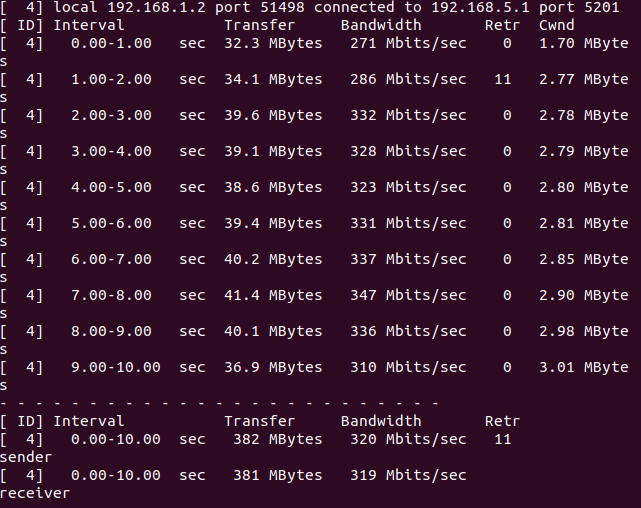 [  4] local 192.168.1.2 port 51498 connected to 192.168.5.1 port 5201
[ ID] Interval           Transfer     Bandwidth       Retr  Cwnd
[  4]   0.00-1.00   sec  32.3 MBytes   271 Mbits/sec    0   1.70 MByte
s
[  4]   1.00-2.00   sec  34.1 MBytes   286 Mbits/sec   11   2.77 MByte
s
[  4]   2.00-3.00   sec  39.6 MBytes   332 Mbits/sec    0   2.78 MByte
s
[  4]   3.00-4.00   sec  39.1 MBytes   328 Mbits/sec    0   2.79 MByte
s
[  4]   4.00-5.00   sec  38.6 MBytes   323 Mbits/sec    0   2.80 MByte
s
[  4]   5.00-6.00   sec  39.4 MBytes   331 Mbits/sec    0   2.81 MByte
s
[  4]   6.00-7.00   sec  40.2 MBytes   337 Mbits/sec    0   2.85 MByte
s
[  4]   7.00-8.00   sec  41.4 MBytes   347 Mbits/sec    0   2.90 MByte
s
[  4]   8.00-9.00   sec  40.1 MBytes   336 Mbits/sec    0   2.98 MByte
s
[  4]   9.00-10.00  sec  36.9 MBytes   310 Mbits/sec    0   3.01 MByte
s
- - - - - - - - - - - - - - - - - - - - - - - - -
[ ID] Interval           Transfer     Bandwidth       Retr
[  4]   0.00-10.00  sec   382 MBytes   320 Mbits/sec   11
sender
[  4]   0.00-10.00  sec   381 MBytes   319 Mbits/sec
receiver